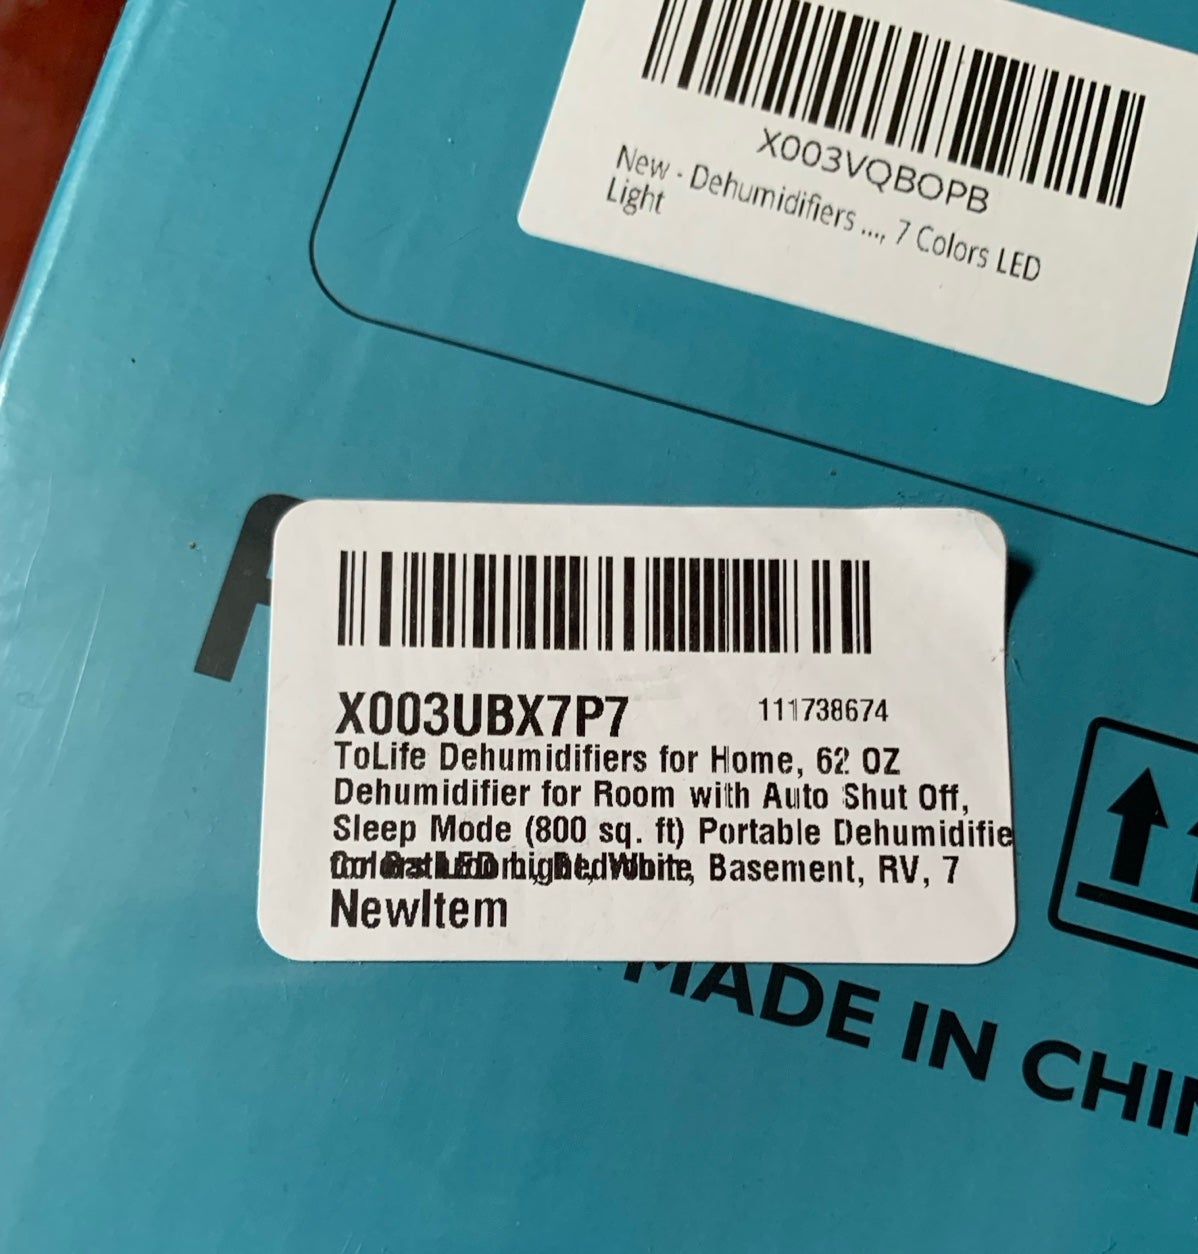 X003VQBOPB
New - Dehumidifiers ..., 7 Colors LED
Light
X003UBX7P7 111738674
ToLife Dehumidifiers for Home, 62 OZ
Dehumidifier for Room with Auto Shut Off,
Sleep Mode (800 sq. ft) Portable Dehumidifie
Basement, RV, 7
NewItem
MADE IN CHIN